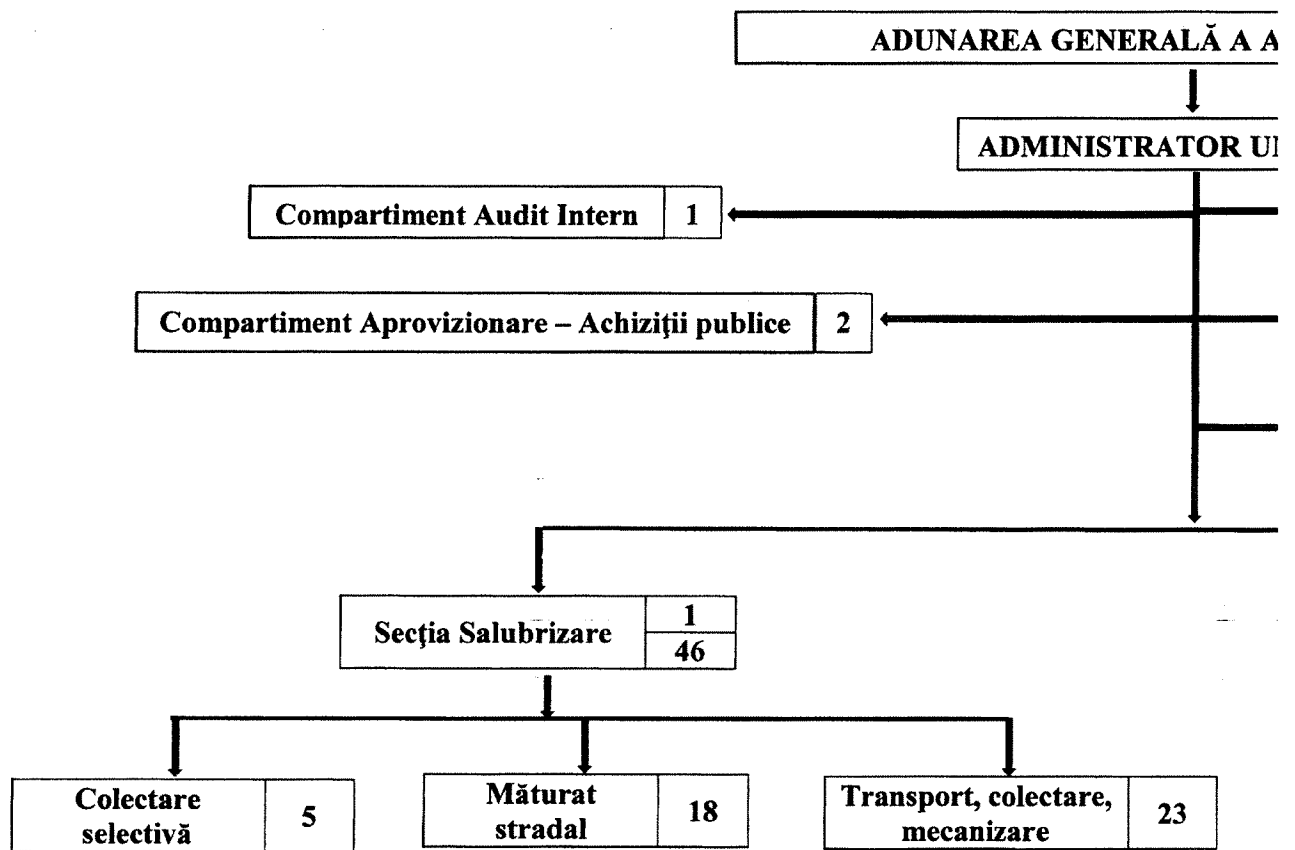 ADUNAREA GENERALĂ A A
ADMINISTRATOR
Compartiment Audit Intern 1
Compartiment Aprovizionare – Achiziţii publice 2
Secţia Salubrizare
1
46
Colectare
selectivă
5
Măturat
stradal
18
Transport, colectare,
mecanizare
23